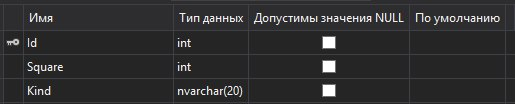 Имя Тип данных Допустимы значения NULL По умолчанию
Id int
Square int
Kind nvarchar(20)